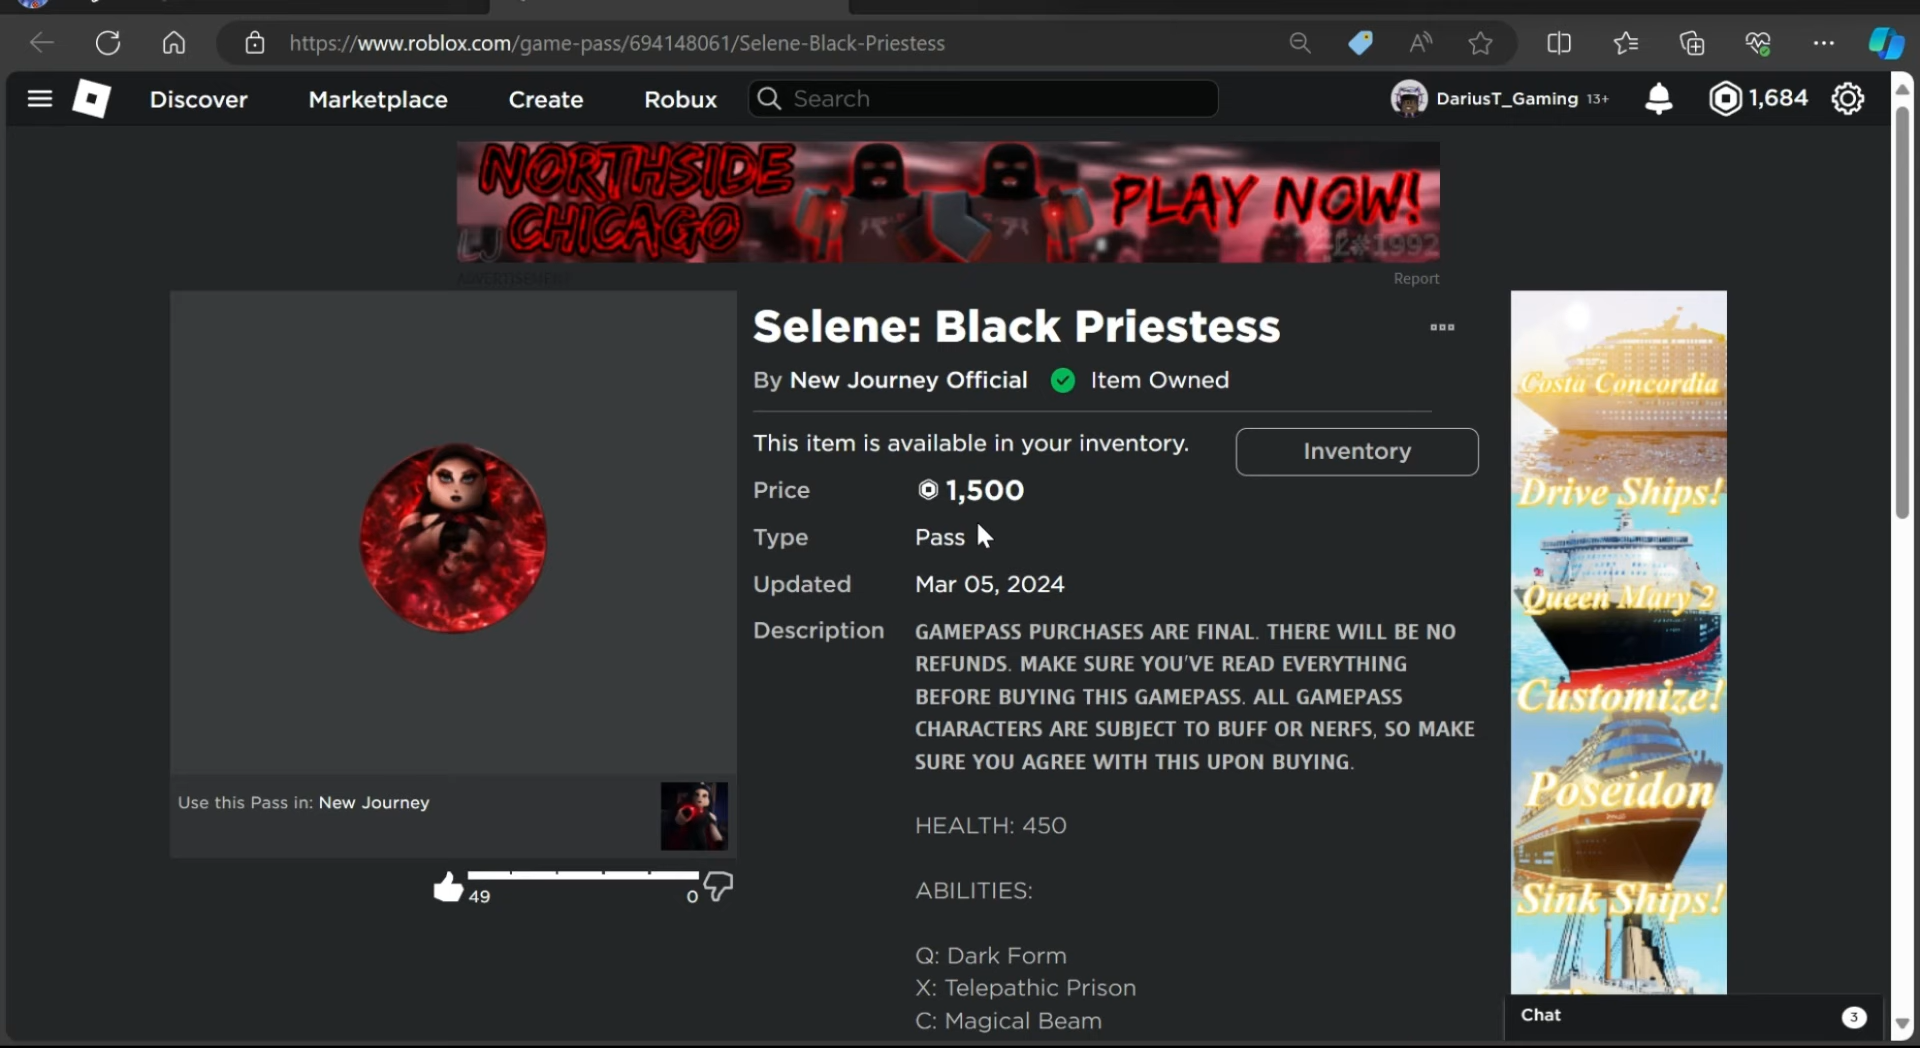 https://www.roblox.com/game-pass/694148061/Selene-Black-Priestess
Discover
Marketplace
Create
Robux
Search
DariusT_Gaming 13+
1,684
NORTHSIDE
CHICAGO
PLAY NOW!
ADVERTISEMENT
Report
Selene: Black Priestess
By New Journey Official
Item Owned
This item is available in your inventory.
Inventory
Price
1,500
Type
Pass
Updated
Mar 05, 2024
Description
GAMEPASS PURCHASES ARE FINAL. THERE WILL BE NO
REFUNDS. MAKE SURE YOU'VE READ EVERYTHING
BEFORE BUYING THIS GAMEPASS. ALL GAMEPASS
CHARACTERS ARE SUBJECT TO BUFF OR NERFS, SO MAKE
SURE YOU AGREE WITH THIS UPON BUYING.
HEALTH: 450
ABILITIES:
Q: Dark Form
X: Telepathic Prison
C: Magical Beam
Use this Pass in: New Journey
49
0
Costa Concordia
Drive Ships!
Queen Mary 2
Customize!
Poseidon
Sink Ships!
Chat
3